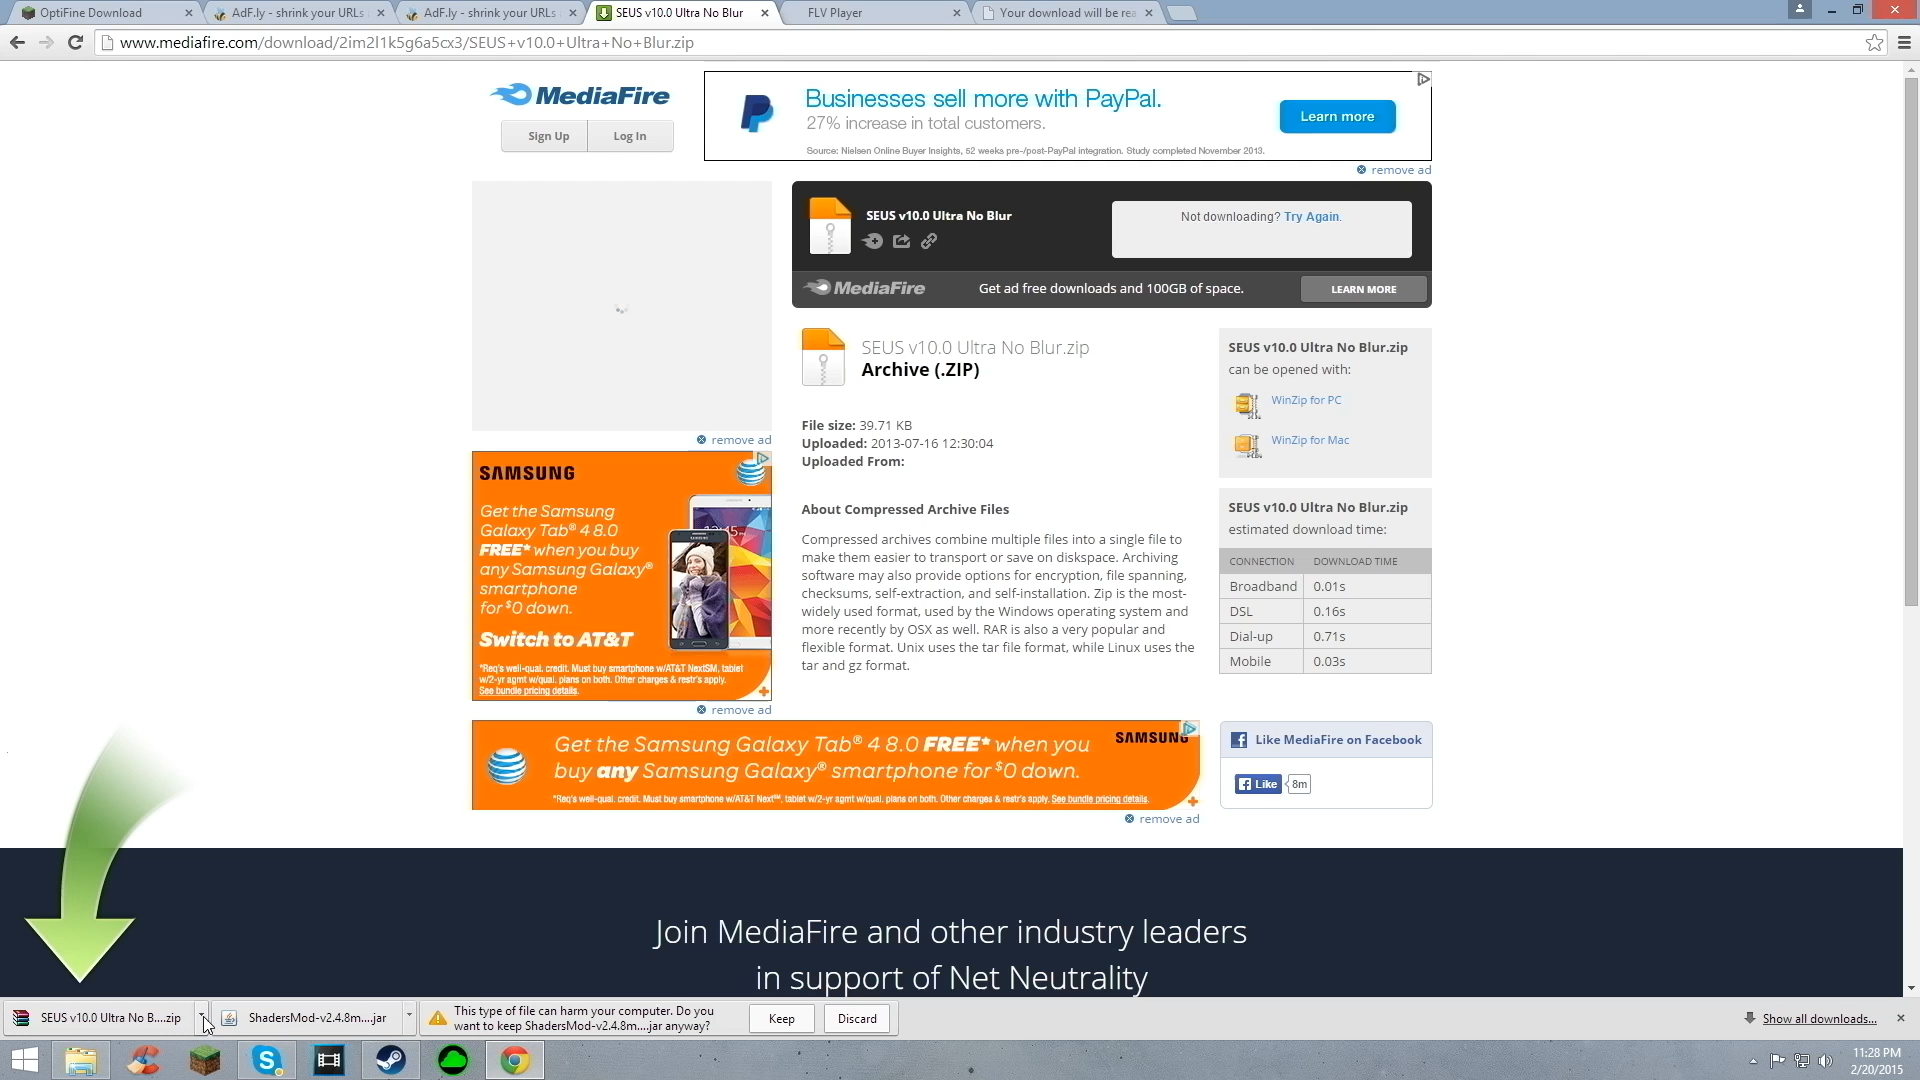 OptiFine Download
AdF.ly - shrink your URLs
AdF.ly - shrink your URLs
SEUS v10.0 Ultra No Blur
FLV Player
Your download will be rea
www.mediafire.com/download/2im2l1k5g6a5cx3/SEUS+v10.0+Ultra+No+Blur.zip
MediaFire
Sign Up
Log In
Businesses sell more with PayPal.
27% increase in total customers.
Learn more
Source: Nielsen Online Buyer Insights, 52 weeks pre-/post-PayPal integration. Study completed November 2013.
remove ad
SEUS v10.0 Ultra No Blur
Not downloading? Try Again.
MediaFire
Get ad free downloads and 100GB of space.
LEARN MORE
SEUS v10.0 Ultra No Blur.zip
Archive (.ZIP)
File size: 39.71 KB
Uploaded: 2013-07-16 12:30:04
Uploaded From:
About Compressed Archive Files
Compressed archives combine multiple files into a single file to
make them easier to transport or save on diskspace. Archiving
software may also provide options for encryption, file spanning,
checksums, self-extraction, and self-installation. Zip is the most-
widely used format, used by the Windows operating system and
more recently by OSX as well. RAR is also a very popular and
flexible format. Unix uses the tar file format, while Linux uses the
tar and gz format.
SEUS v10.0 Ultra No Blur.zip
can be opened with:
WinZip for PC
WinZip for Mac
SEUS v10.0 Ultra No Blur.zip
estimated download time:
CONNECTION DOWNLOAD TIME
Broadband 0.01s
DSL 0.16s
Dial-up 0.71s
Mobile 0.03s
remove ad
SAMSUNG
at&t
Get the Samsung
Galaxy Tab® 4 8.0
FREE* when you buy
any Samsung Galaxy®
smartphone
for $0 down.
Switch to AT&T
*Req's well-qual. credit. Must buy smartphone w/AT&T NextSM, tablet
w/2-yr agmt w/qual. plans on both. Other charges & restr's apply.
See bundle pricing details.
12:45
SAMSUNG
remove ad
Get the Samsung Galaxy Tab® 4 8.0 FREE* when you
buy any Samsung Galaxy® smartphone for $0 down.
SAMSUNG
*Req's well-qual. credit. Must buy smartphone w/AT&T Next℠, tablet w/2-yr agmt w/qual. plans on both. Other charges & restr's apply. See bundle pricing details.
remove ad
Like MediaFire on Facebook
Like
8m
Join MediaFire and other industry leaders
in support of Net Neutrality
SEUS v10.0 Ultra No B....zip
ShadersMod-v2.4.8m....jar
This type of file can harm your computer. Do you
want to keep ShadersMod-v2.4.8m....jar anyway?
Keep
Discard
Show all downloads...
11:28 PM
2/20/2015